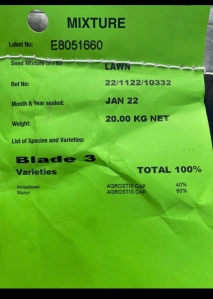 MIXTURE
Label No: E8051660
Seed Mixture LAWN
Ref No: 22/1122/10332
Month & Year sealed: JAN 22
Weight: 20.00 KG NET
List of Species and Varieties:
Blade 3
Varieties TOTAL 100%
Arrowtown AGROSTIS CAP 40%
Manor AGROSTIS CAP 60%